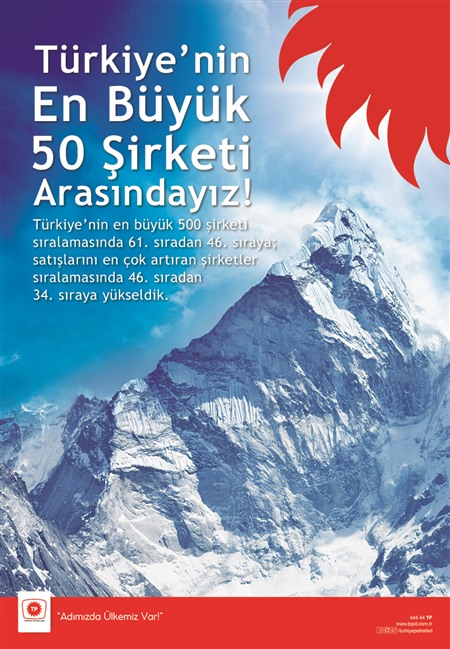 Türkiye'nin
En Büyük
50 Şirketi
Arasındayız!
Türkiye'nin en büyük 500 şirketi
sıralamasında 61. sıradan 46. sıraya;
satışlarını en çok artıran şirketler
sıralamasında 46. sıradan
34. sıraya yükseldik.
TP
"Adımızda Ülkemiz Var!"
444 44 TP
www.tppd.com.tr
/turkiyepetrolleri